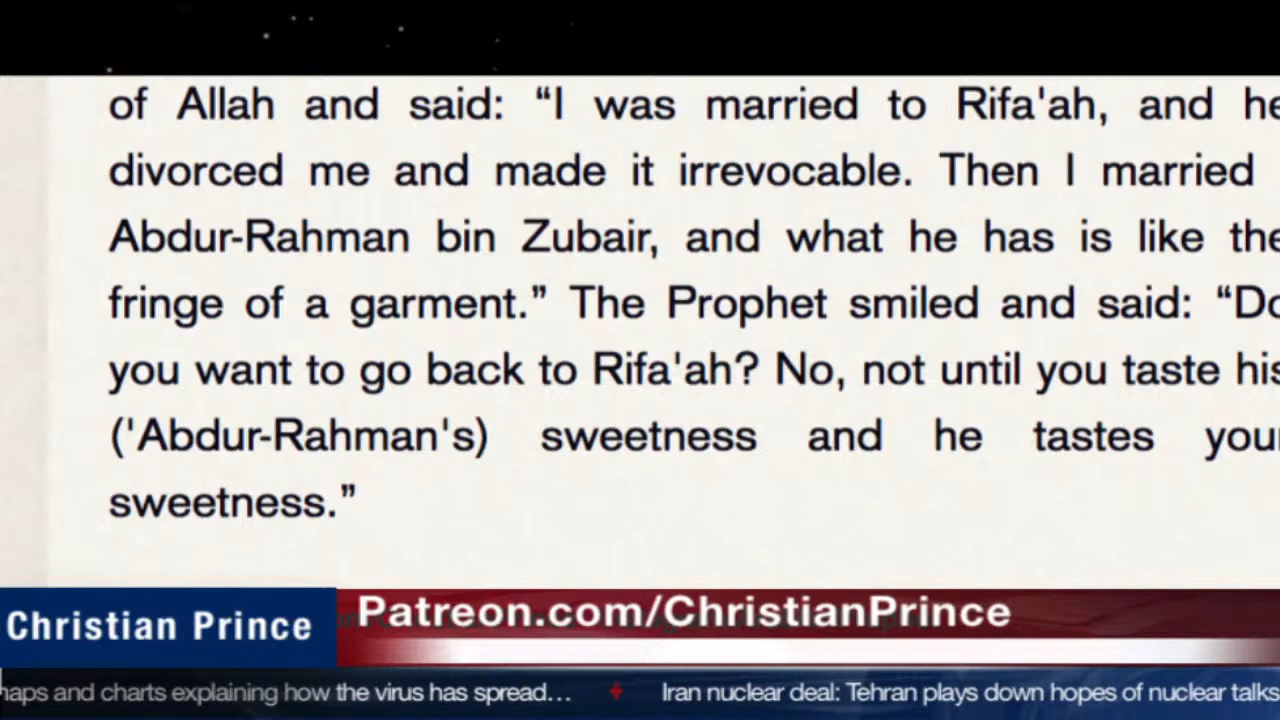 of Allah and said: “I was married to Rifa'ah, and he
divorced me and made it irrevocable. Then I married
Abdur-Rahman bin Zubair, and what he has is like the
fringe of a garment.” The Prophet smiled and said: “Do
you want to go back to Rifa'ah? No, not until you taste his
('Abdur-Rahman's) sweetness and he tastes your
sweetness.”
Christian Prince
Patreon.com/ChristianPrince
and charts explaining how the virus has spread...
Iran nuclear deal: Tehran plays down hopes of nuclear talks